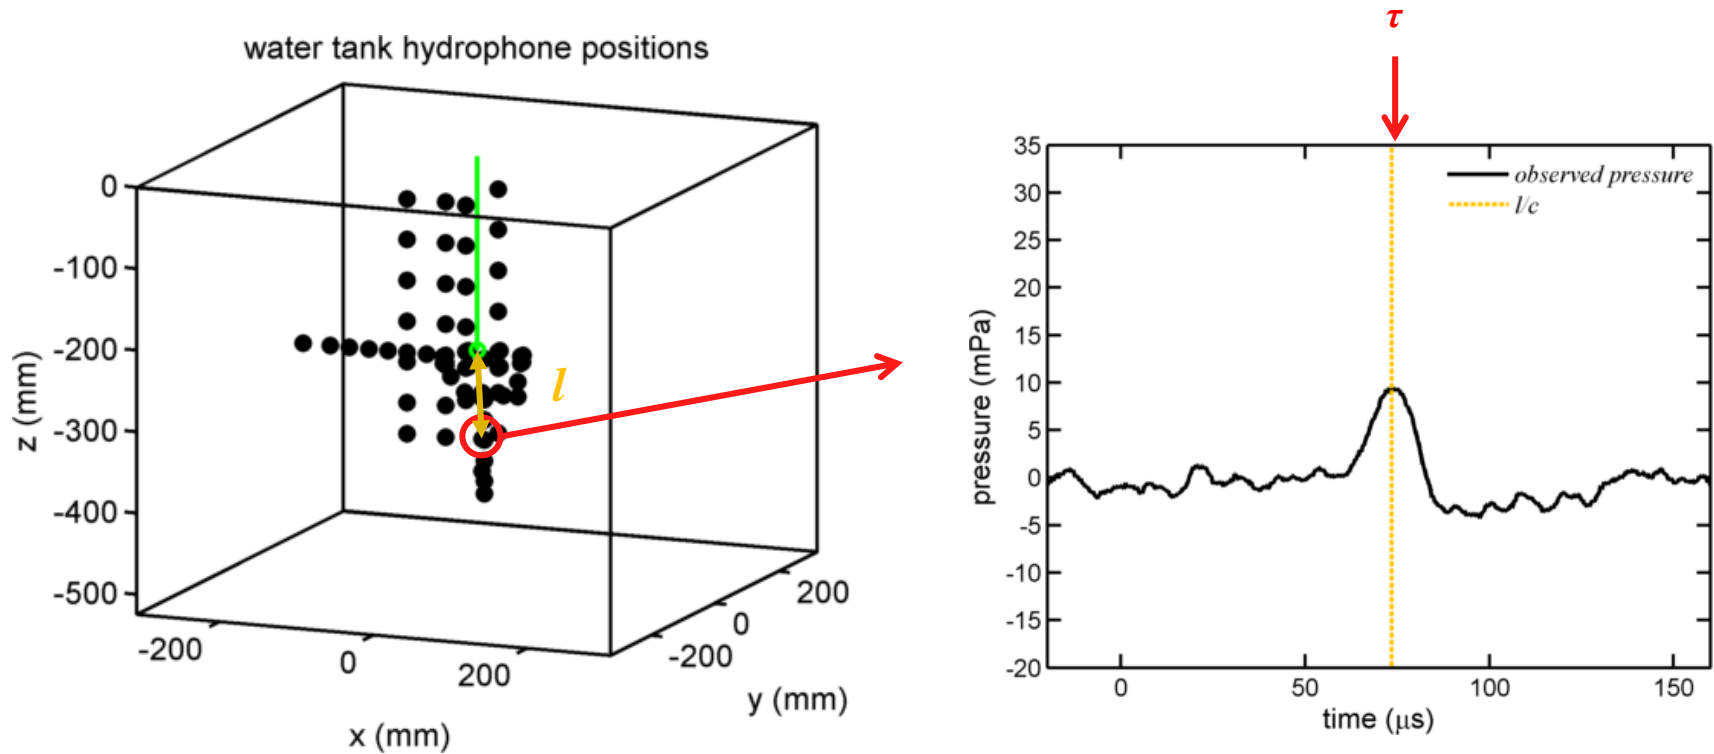 water tank hydrophone positions
0
-100
-200
-300
-400
-500
z (mm)
-200
0
200
x (mm)
-200
0
200
y (mm)
l
τ
35
30
25
20
15
10
5
0
-5
-10
-15
-20
pressure (mPa)
observed pressure
l/c
0
50
100
150
time (μs)